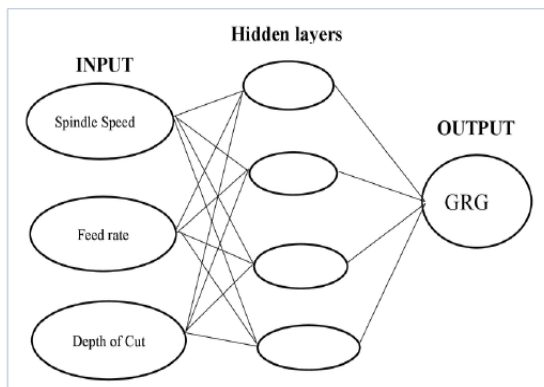 Hidden layers
INPUT
Spindle Speed
OUTPUT
GRG
Feed rate
Depth of Cut